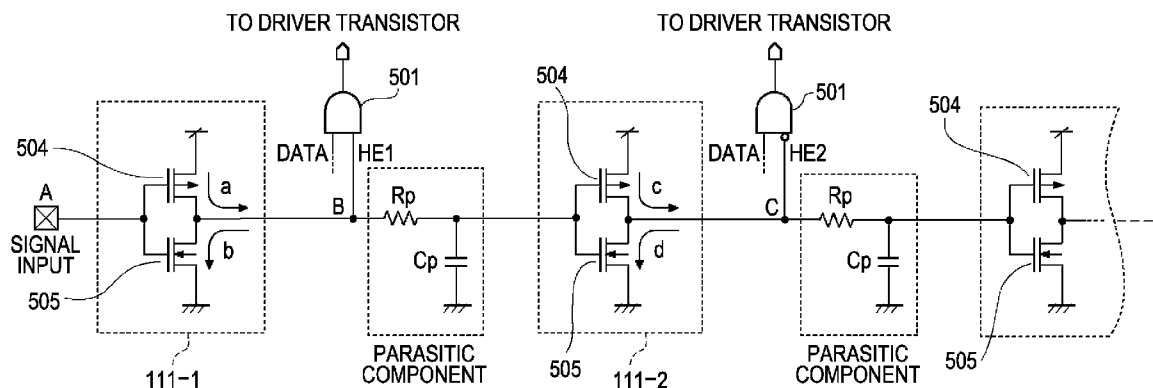 TO DRIVER TRANSISTOR
TO DRIVER TRANSISTOR
501
504
501
504
504
DATA
HE1
DATA
HE2
A
a
B
Rp
c
C
Rp
SIGNAL
INPUT
b
Cp
d
Cp
505
505
505
PARASITIC
COMPONENT
PARASITIC
COMPONENT
111-1
111-2